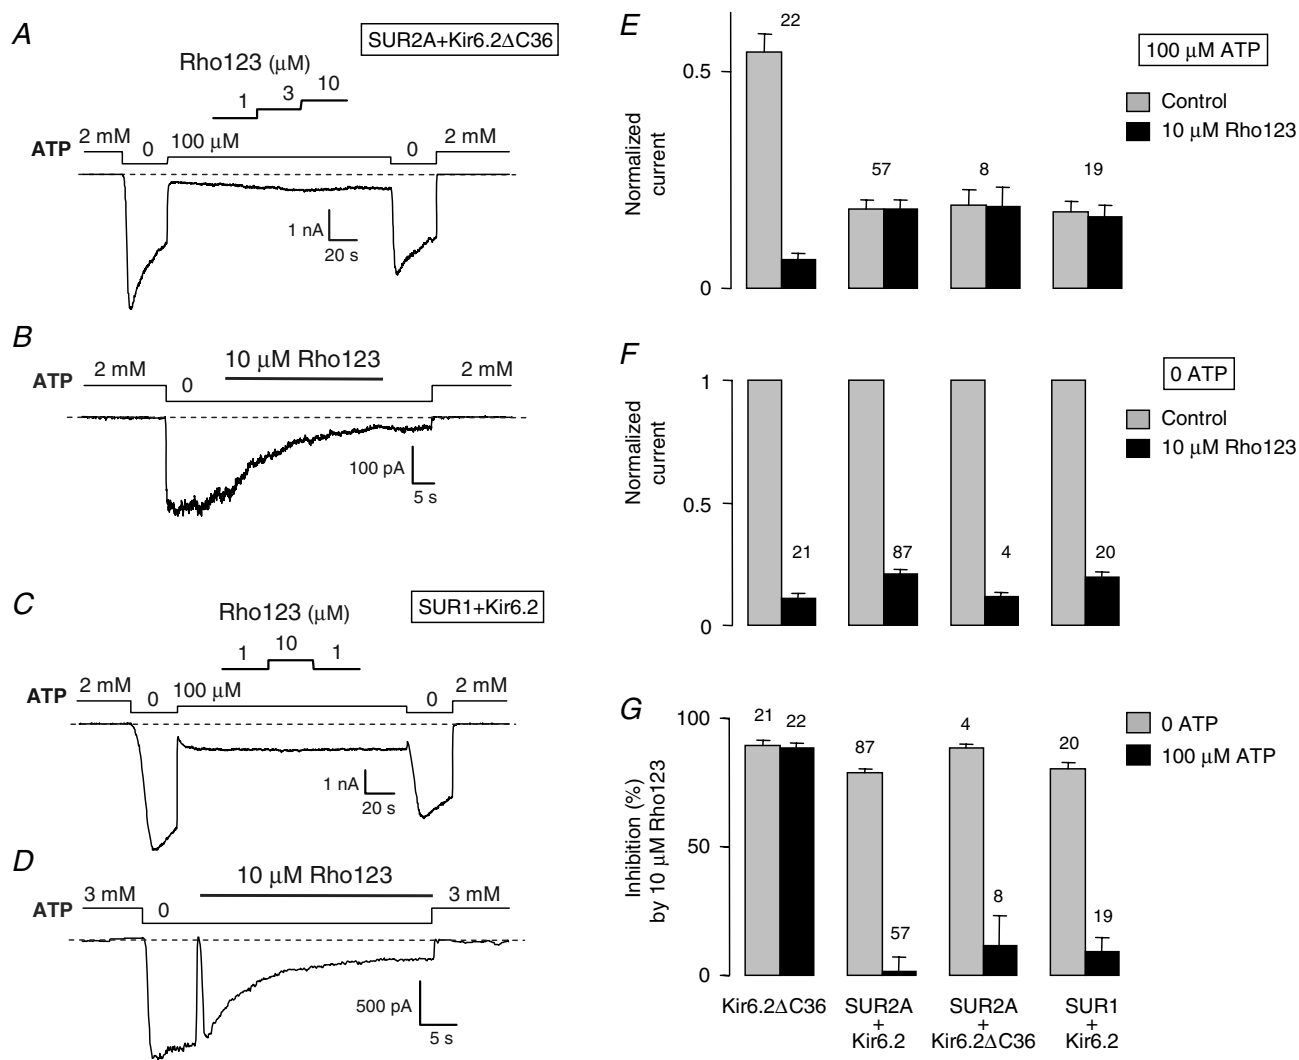 A
SUR2A+Kir6.2ΔC36
Rho123 (μM)
1 3 10
ATP 2 mM 0 100 μM 0 2 mM
1 nA
20 s
B
10 μM Rho123
ATP 2 mM 0 2 mM
100 pA
5 s
C
SUR1+Kir6.2
Rho123 (μM)
1 10 1
ATP 2 mM 0 100 μM 0 2 mM
1 nA
20 s
D
10 μM Rho123
ATP 3 mM 0 3 mM
500 pA
5 s
E
100 μM ATP
Control
10 μM Rho123
Normalized
current
0.5
0
22 57 8 19
F
0 ATP
Control
10 μM Rho123
Normalized
current
1
0.5
0
21 87 4 20
G
0 ATP
100 μM ATP
Inhibition (%)
by 10 μM Rho123
100
50
0
21 22 87 57 4 8 20 19
Kir6.2ΔC36
SUR2A
+
Kir6.2
SUR2A
+
Kir6.2ΔC36
SUR1
+
Kir6.2